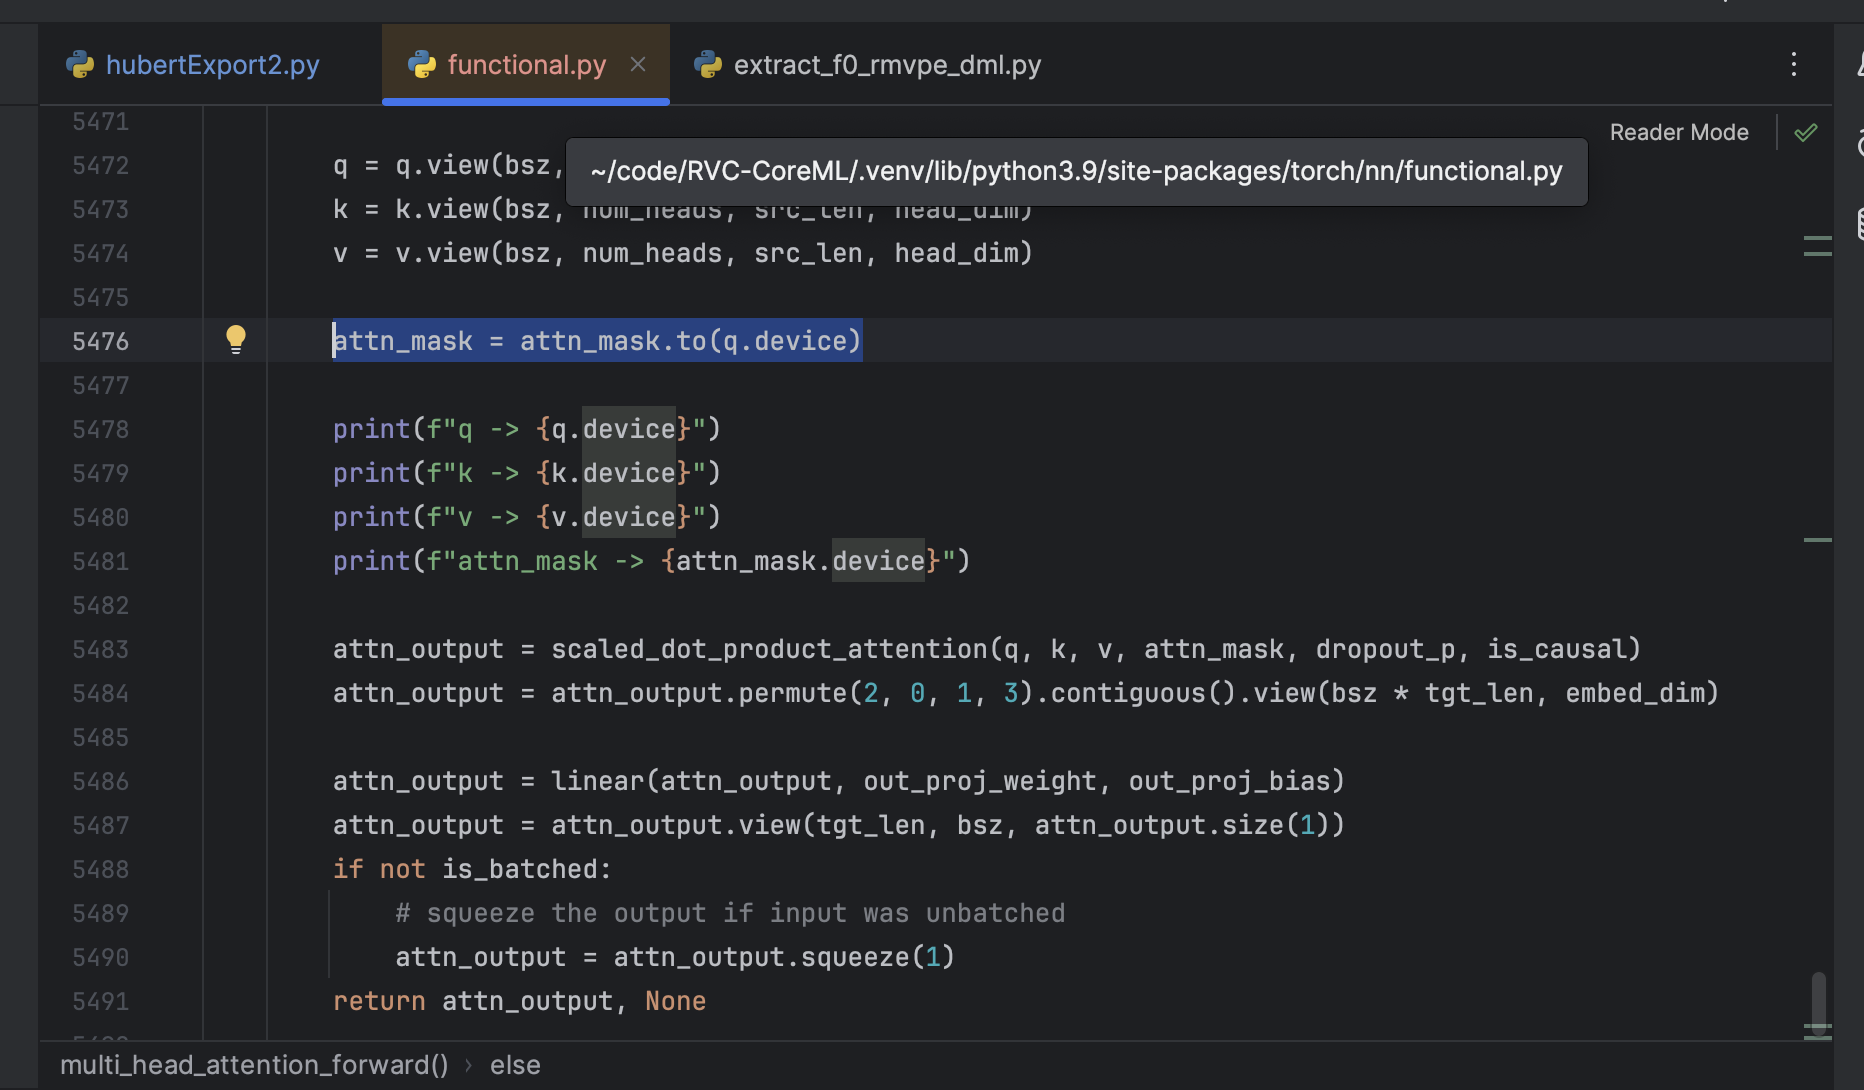 hubertExport2.py
functional.py
extract_f0_rmvpe_dml.py
Reader Mode
~/code/RVC-CoreML/.venv/lib/python3.9/site-packages/torch/nn/functional.py
5471
5472 q = q.view(bsz,
5473 k = k.view(bsz, num_heads, src_len, head_dim)
5474 v = v.view(bsz, num_heads, src_len, head_dim)
5475
5476 attn_mask = attn_mask.to(q.device)
5477
5478 print(f"q -> {q.device}")
5479 print(f"k -> {k.device}")
5480 print(f"v -> {v.device}")
5481 print(f"attn_mask -> {attn_mask.device}")
5482
5483 attn_output = scaled_dot_product_attention(q, k, v, attn_mask, dropout_p, is_causal)
5484 attn_output = attn_output.permute(2, 0, 1, 3).contiguous().view(bsz * tgt_len, embed_dim)
5485
5486 attn_output = linear(attn_output, out_proj_weight, out_proj_bias)
5487 attn_output = attn_output.view(tgt_len, bsz, attn_output.size(1))
5488 if not is_batched:
5489 # squeeze the output if input was unbatched
5490 attn_output = attn_output.squeeze(1)
5491 return attn_output, None
multi_head_attention_forward() › else